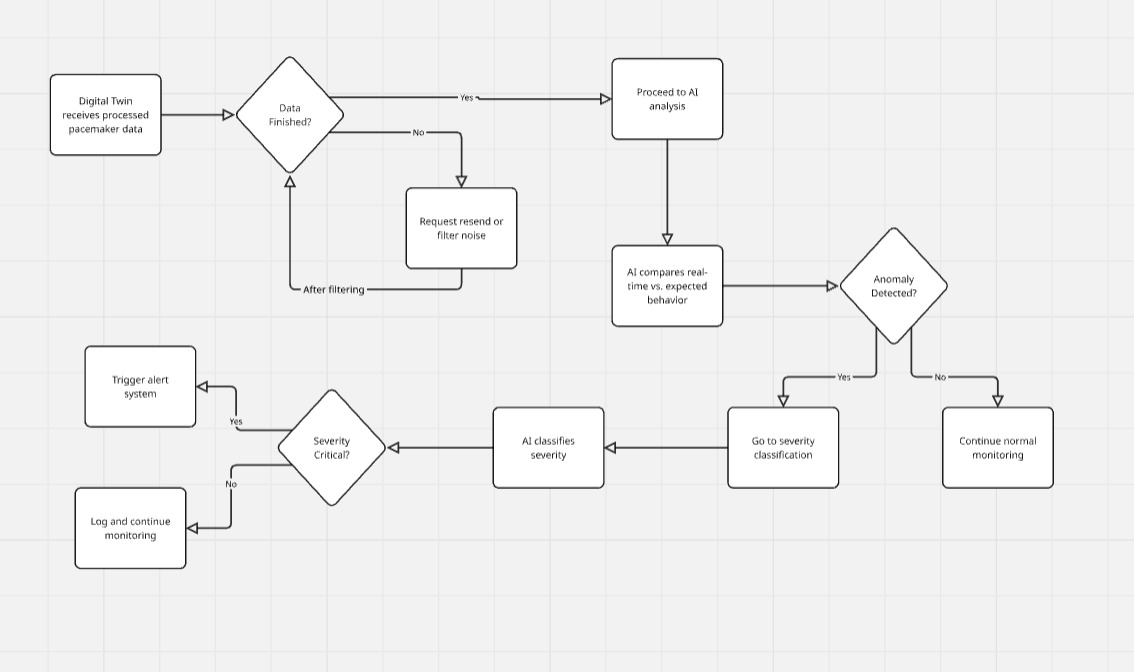 Digital Twin
receives processed
pacemaker data
Data
Finished?
Yes
No
Proceed to AI
analysis
Request resend or
filter noise
After filtering
AI compares real-
time vs. expected
behavior
Anomaly
Detected?
Yes
No
Go to severity
classification
Continue normal
monitoring
AI classifies
severity
Severity
Critical?
Yes
No
Trigger alert
system
Log and continue
monitoring